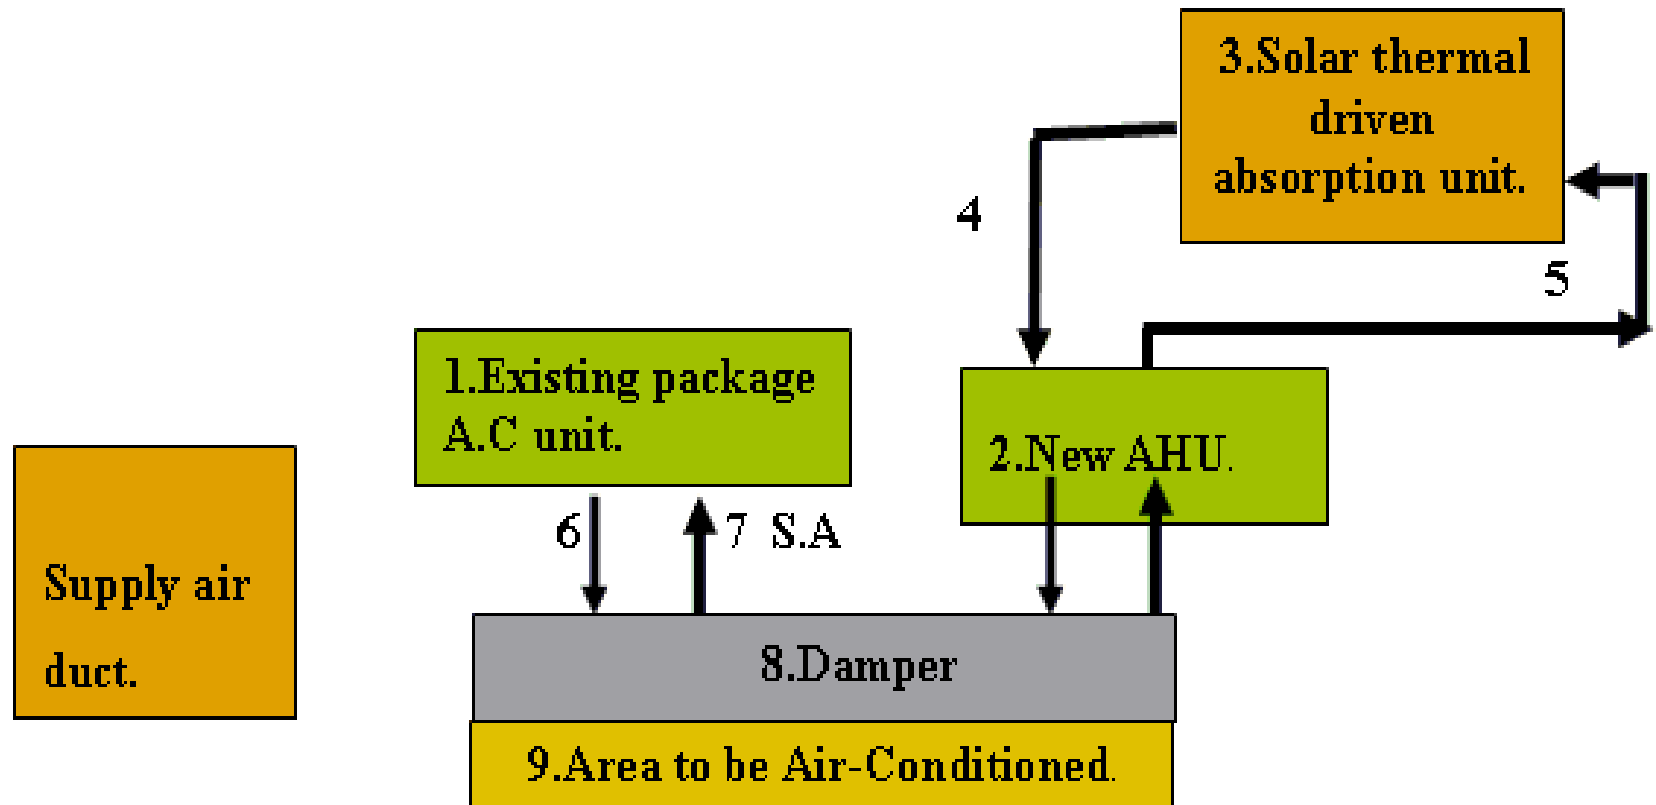 3.Solar thermal
driven
absorption unit.
4
5
1.Existing package
A.C unit.
2.New AHU.
6
7 S.A
Supply air
duct.
8.Damper
9.Area to be Air-Conditioned.